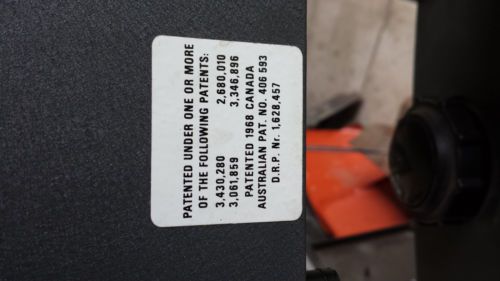 PATENTED UNDER ONE OR MORE
OF THE FOLLOWING PATENTS:
3,430,280 2,680,010
3,061,859 3,346,896
PATENTED 1968 CANADA
AUSTRALIAN PAT. NO. 406 593
D.R.P. Nr. 1,628,457